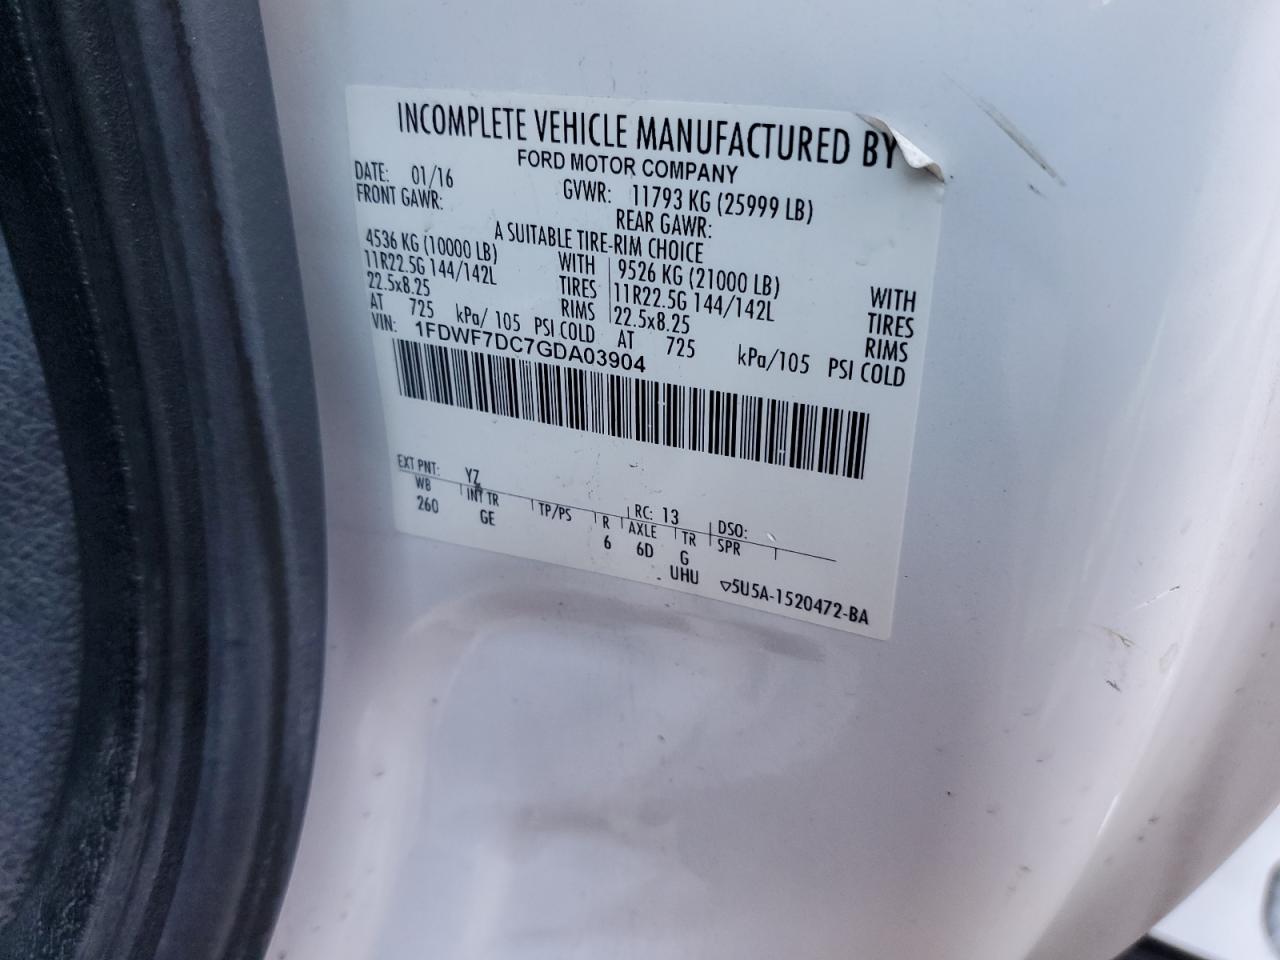 INCOMPLETE VEHICLE MANUFACTURED BY
FORD MOTOR COMPANY
DATE: 01/16 GVWR: 11793 KG (25999 LB)
FRONT GAWR: REAR GAWR:
A SUITABLE TIRE-RIM CHOICE
4536 KG (10000 LB) WITH 9526 KG (21000 LB) WITH
11R22.5G 144/142L TIRES 11R22.5G 144/142L TIRES
22.5x8.25 RIMS 22.5x8.25 RIMS
AT 725 kPa/ 105 PSI COLD AT 725 kPa/105 PSI COLD
VIN: 1FDWF7DC7GDA03904
EXT PNT: YZ RC: 13 DSO:
WB INT TR TP/PS R AXLE TR SPR
260 GE 6 6D G
UHU ▽5U5A-1520472-BA